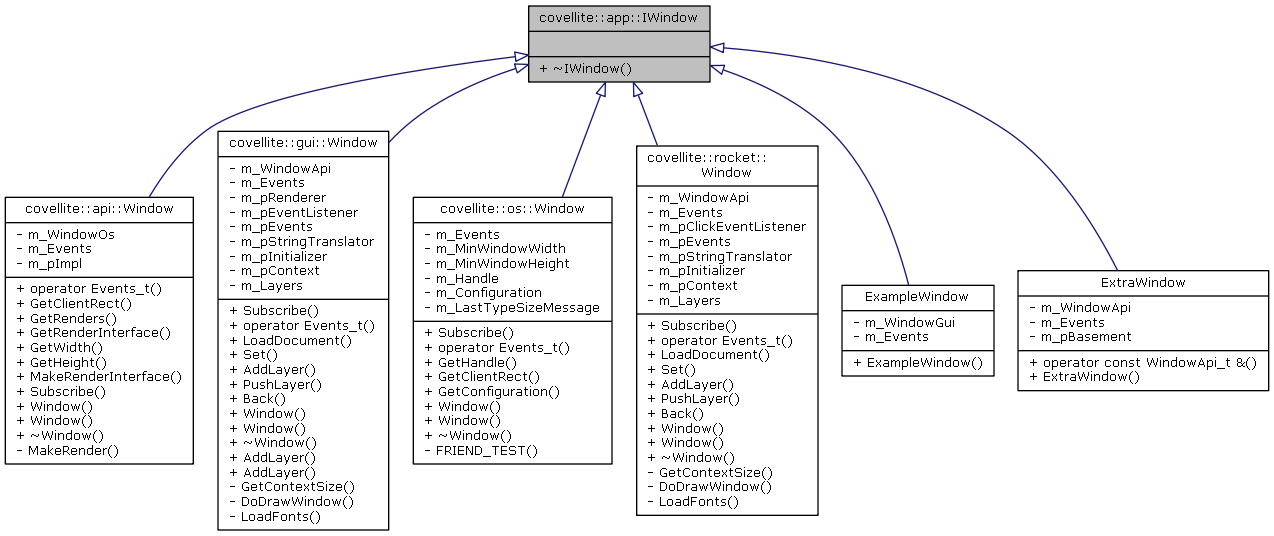 covellite::app::IWindow
+ ~IWindow()
covellite::api::Window
- m_WindowOs
- m_Events
- m_pImpl
+ operator Events_t()
+ GetClientRect()
+ GetRenders()
+ GetRenderInterface()
+ GetWidth()
+ GetHeight()
+ MakeRenderInterface()
+ Subscribe()
+ Window()
+ Window()
+ ~Window()
- MakeRender()
covellite::gui::Window
- m_WindowApi
- m_Events
- m_pRenderer
- m_pEventListener
- m_pEvents
- m_pStringTranslator
- m_pInitializer
- m_pContext
- m_Layers
+ Subscribe()
+ operator Events_t()
+ LoadDocument()
+ Set()
+ AddLayer()
+ PushLayer()
+ Back()
+ Window()
+ Window()
+ ~Window()
+ AddLayer()
+ AddLayer()
- GetContextSize()
- DoDrawWindow()
- LoadFonts()
covellite::os::Window
- m_Events
- m_MinWindowWidth
- m_MinWindowHeight
- m_Handle
- m_Configuration
- m_LastTypeSizeMessage
+ Subscribe()
+ operator Events_t()
+ GetHandle()
+ GetClientRect()
+ GetConfiguration()
+ Window()
+ Window()
+ ~Window()
- FRIEND_TEST()
covellite::rocket::
Window
- m_WindowApi
- m_Events
- m_pClickEventListener
- m_pEvents
- m_pStringTranslator
- m_pInitializer
- m_pContext
- m_Layers
+ Subscribe()
+ operator Events_t()
+ LoadDocument()
+ Set()
+ AddLayer()
+ PushLayer()
+ Back()
+ Window()
+ Window()
+ ~Window()
- GetContextSize()
- DoDrawWindow()
- LoadFonts()
ExampleWindow
- m_WindowGui
- m_Events
+ ExampleWindow()
ExtraWindow
- m_WindowApi
- m_Events
- m_pBasement
+ operator const WindowApi_t &()
+ ExtraWindow()